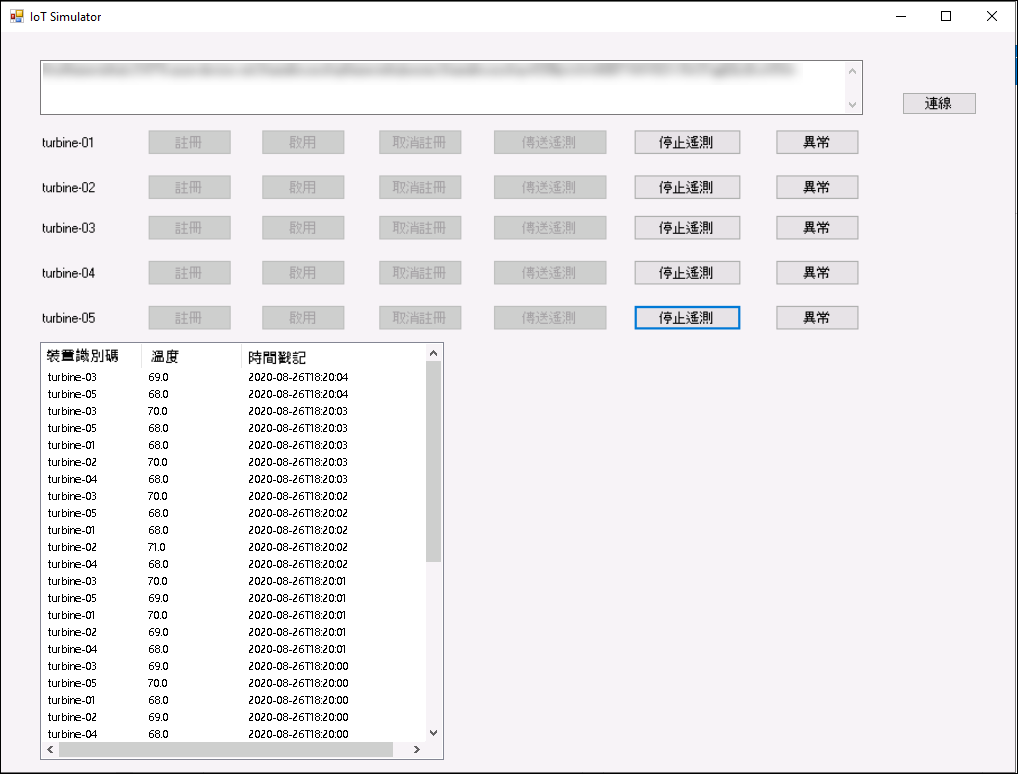 IoT Simulator
連線
turbine-01 註冊 啟用 取消註冊 傳送遙測 停止遙測 異常
turbine-02 註冊 啟用 取消註冊 傳送遙測 停止遙測 異常
turbine-03 註冊 啟用 取消註冊 傳送遙測 停止遙測 異常
turbine-04 註冊 啟用 取消註冊 傳送遙測 停止遙測 異常
turbine-05 註冊 啟用 取消註冊 傳送遙測 停止遙測 異常
裝置識別碼 溫度 時間戳記
turbine-03 69.0 2020-08-26T18:20:04
turbine-05 68.0 2020-08-26T18:20:04
turbine-03 70.0 2020-08-26T18:20:03
turbine-05 68.0 2020-08-26T18:20:03
turbine-01 68.0 2020-08-26T18:20:03
turbine-02 70.0 2020-08-26T18:20:03
turbine-04 68.0 2020-08-26T18:20:03
turbine-03 70.0 2020-08-26T18:20:02
turbine-05 68.0 2020-08-26T18:20:02
turbine-01 68.0 2020-08-26T18:20:02
turbine-02 71.0 2020-08-26T18:20:02
turbine-04 68.0 2020-08-26T18:20:02
turbine-03 70.0 2020-08-26T18:20:01
turbine-05 69.0 2020-08-26T18:20:01
turbine-01 70.0 2020-08-26T18:20:01
turbine-02 69.0 2020-08-26T18:20:01
turbine-04 68.0 2020-08-26T18:20:01
turbine-03 69.0 2020-08-26T18:20:00
turbine-05 70.0 2020-08-26T18:20:00
turbine-01 68.0 2020-08-26T18:20:00
turbine-02 69.0 2020-08-26T18:20:00
turbine-04 68.0 2020-08-26T18:20:00